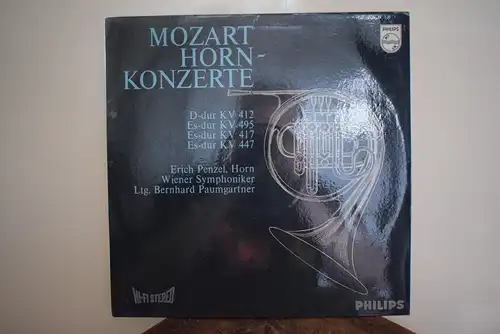 MOZART
HORN-
KONZERTE
D-dur KV 412
Es-dur KV 495
Es-dur KV 417
Es-dur KV 447
Erich Penzel, Horn
Wiener Symphoniker
Ltg. Bernhard Paumgartner
PHILIPS
HI-FI STEREO
PHILIPS